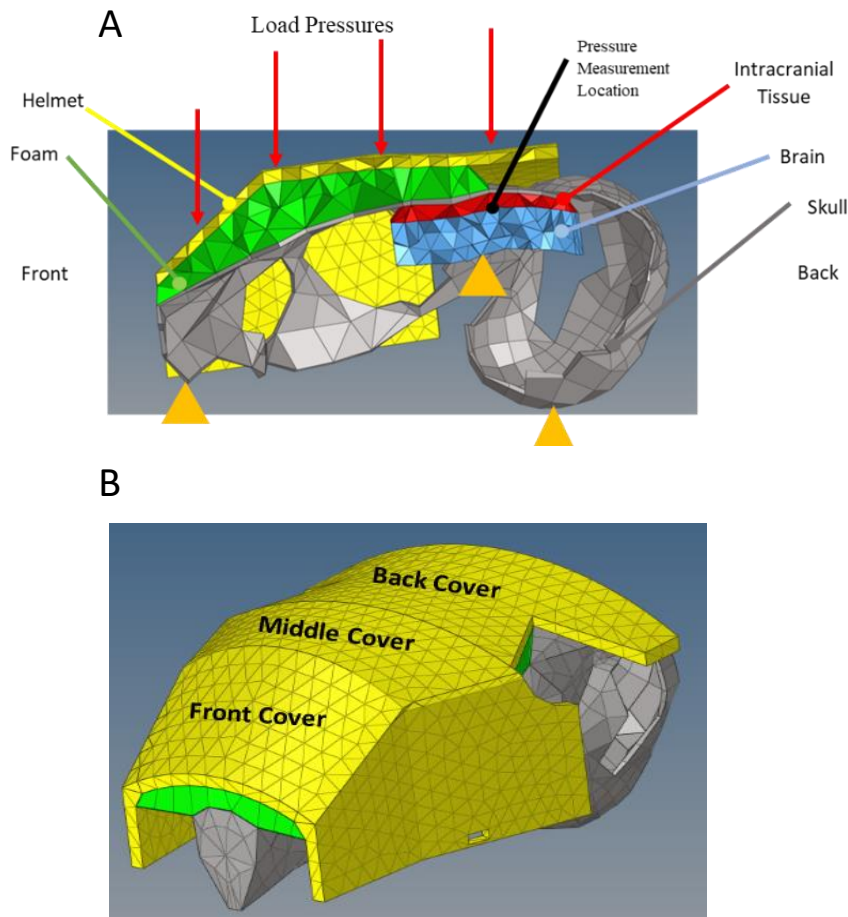 A
Load Pressures
Pressure
Measurement
Location
Intracranial
Tissue
Helmet
Foam
Brain
Skull
Front
Back
B
Back Cover
Middle Cover
Front Cover